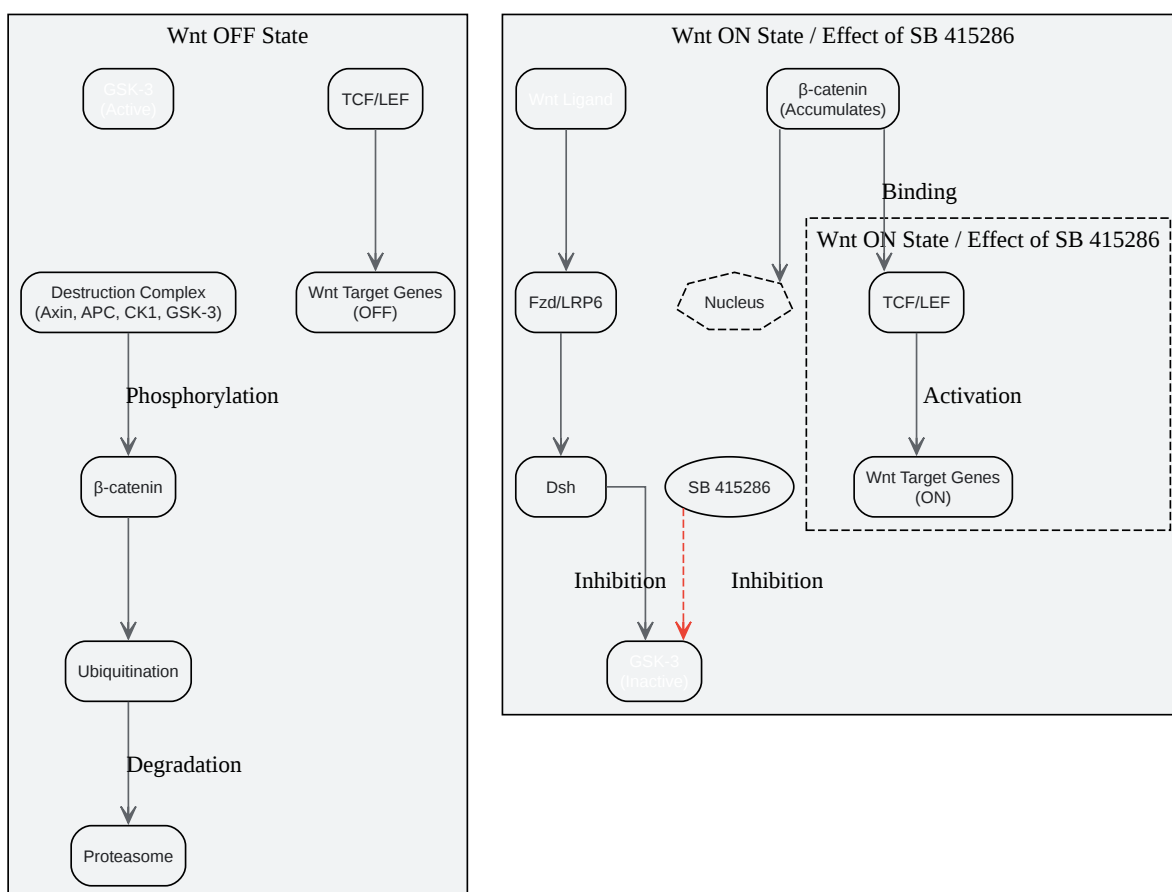 Wnt OFF State
GSK-3
(Active)
TCF/LEF
Destruction Complex
(Axin, APC, CK1, GSK-3)
Wnt Target Genes
(OFF)
Phosphorylation
β-catenin
Ubiquitination
Degradation
Proteasome
Wnt ON State / Effect of SB 415286
Wnt Ligand
β-catenin
(Accumulates)
Binding
Wnt ON State / Effect of SB 415286
Fzd/LRP6
Nucleus
TCF/LEF
Activation
Dsh
SB 415286
Wnt Target Genes
(ON)
Inhibition
Inhibition
GSK-3
(Inactive)